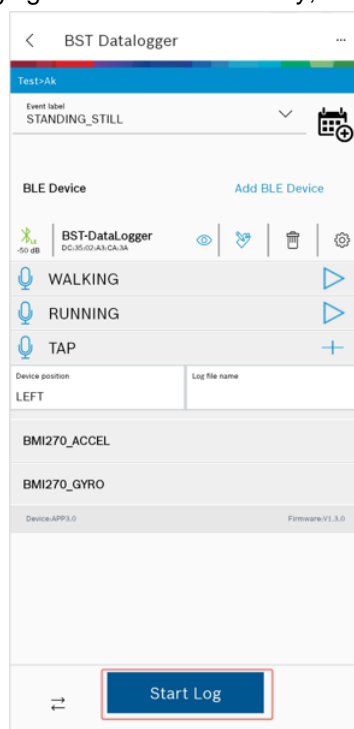 BST Datalogger
...
Test>Ak
Event label
STANDING_STILL
BLE Device
Add BLE Device
-50 dB
BST-DataLogger
DC:35:02:A3:CA:3A
WALKING
RUNNING
TAP
Device position
Log file name
LEFT
BMI270_ACCEL
BMI270_GYRO
Device:APP3.0
Firmware:V1.3.0
Start Log